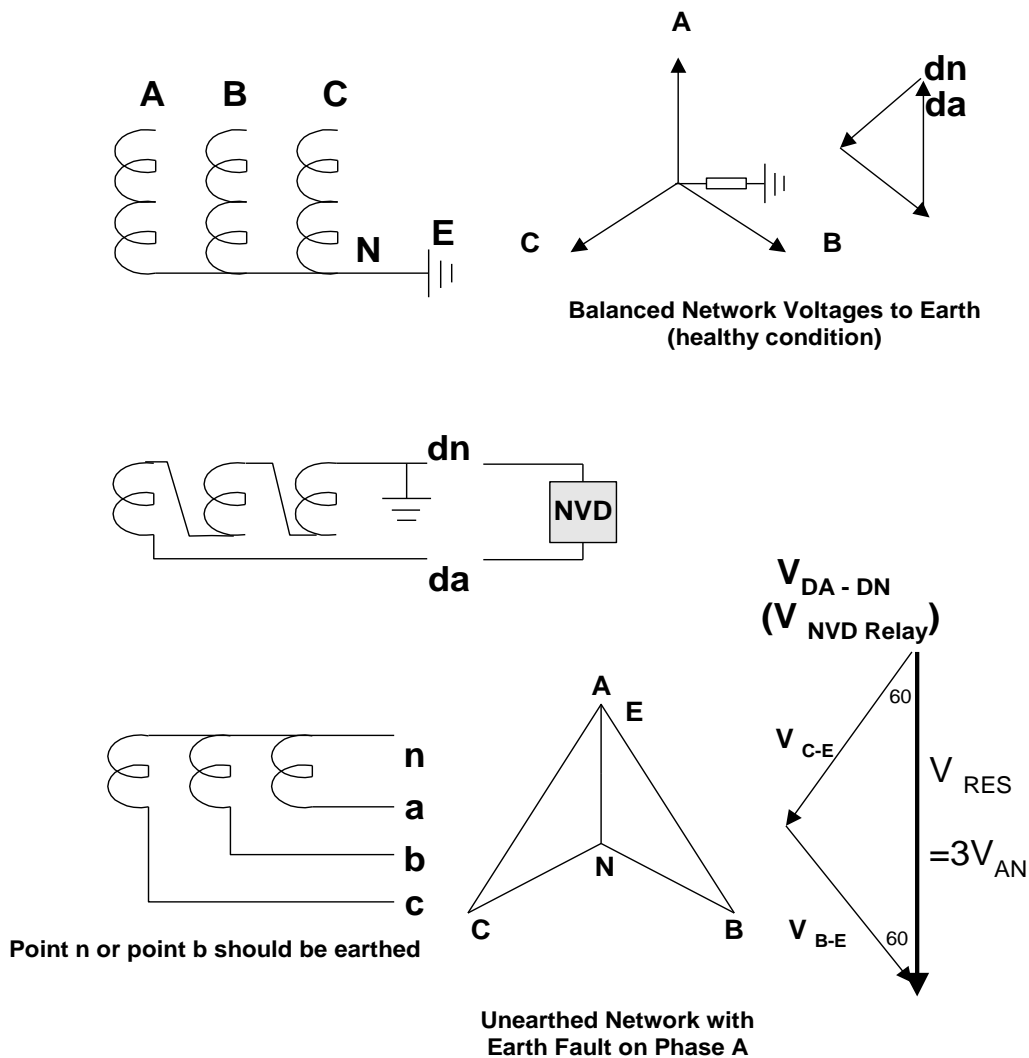 A
A B C
dn
da
N E
C B
Balanced Network Voltages to Earth
(healthy condition)
dn
NVD
da
V DA - DN
(V NVD Relay)
A
E
60
n
V C-E
V RES
a
b
N
=3V AN
c
C B
V B-E
60
Point n or point b should be earthed
Unearthed Network with
Earth Fault on Phase A